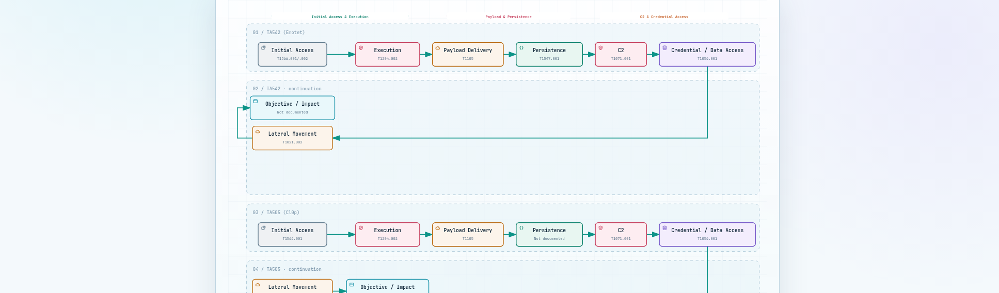 Initial Access & Execution
Payload & Persistence
C2 & Credential Access
01 / TA542 (Emotet)
Initial Access
T1566.001/.002
Execution
T1204.002
Payload Delivery
T1105
Persistence
T1547.001
C2
T1071.001
Credential / Data Access
T1056.001
02 / TA542 · continuation
Objective / Impact
Not documented
Lateral Movement
T1021.002
03 / TA505 (Cl0p)
Initial Access
T1566.001
Execution
T1204.002
Payload Delivery
T1105
Persistence
Not documented
C2
T1071.001
Credential / Data Access
T1056.001
04 / TA505 · continuation
Lateral Movement
Objective / Impact